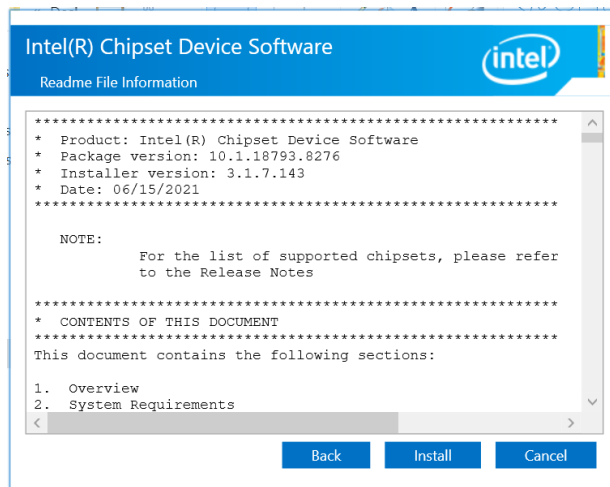 Intel(R) Chipset Device Software
intel
Readme File Information
************************************************************
* Product: Intel(R) Chipset Device Software
* Package version: 10.1.18793.8276
* Installer version: 3.1.7.143
* Date: 06/15/2021
************************************************************
NOTE:
For the list of supported chipsets, please refer
to the Release Notes
************************************************************
* CONTENTS OF THIS DOCUMENT
************************************************************
This document contains the following sections:
1. Overview
2. System Requirements
Back Install Cancel